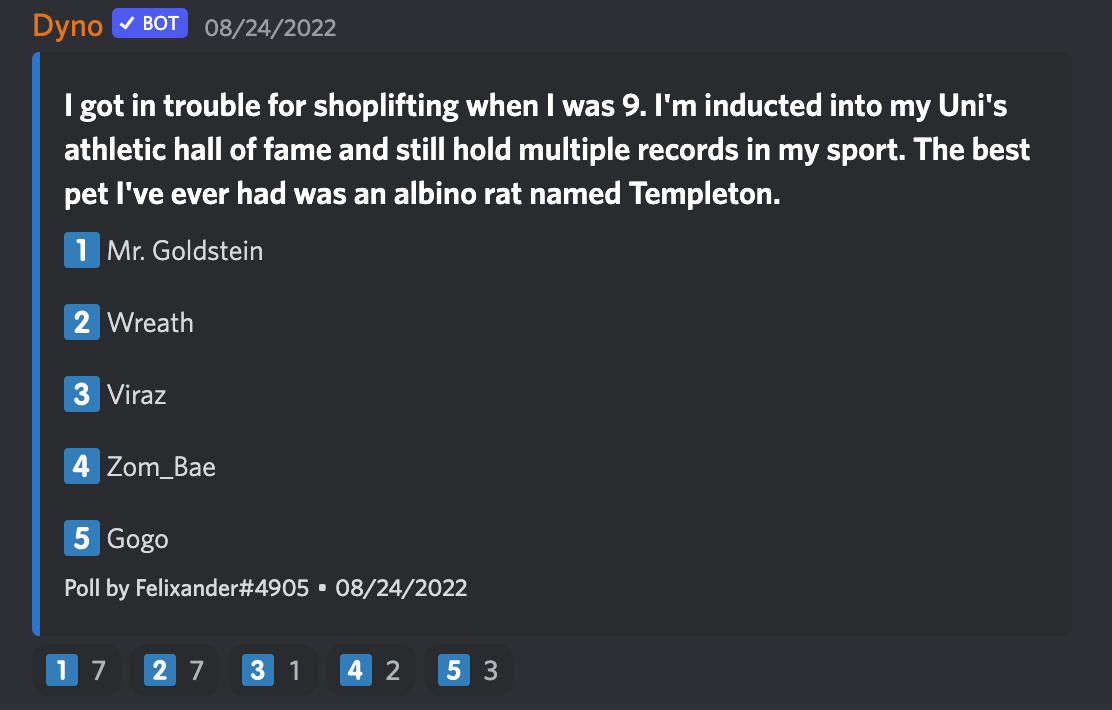 Dyno ✓ BOT 08/24/2022
I got in trouble for shoplifting when I was 9. I'm inducted into my Uni's
athletic hall of fame and still hold multiple records in my sport. The best
pet I've ever had was an albino rat named Templeton.
1 Mr. Goldstein
2 Wreath
3 Viraz
4 Zom_Bae
5 Gogo
Poll by Felixander#4905 • 08/24/2022
1 7 2 7 3 1 4 2 5 3